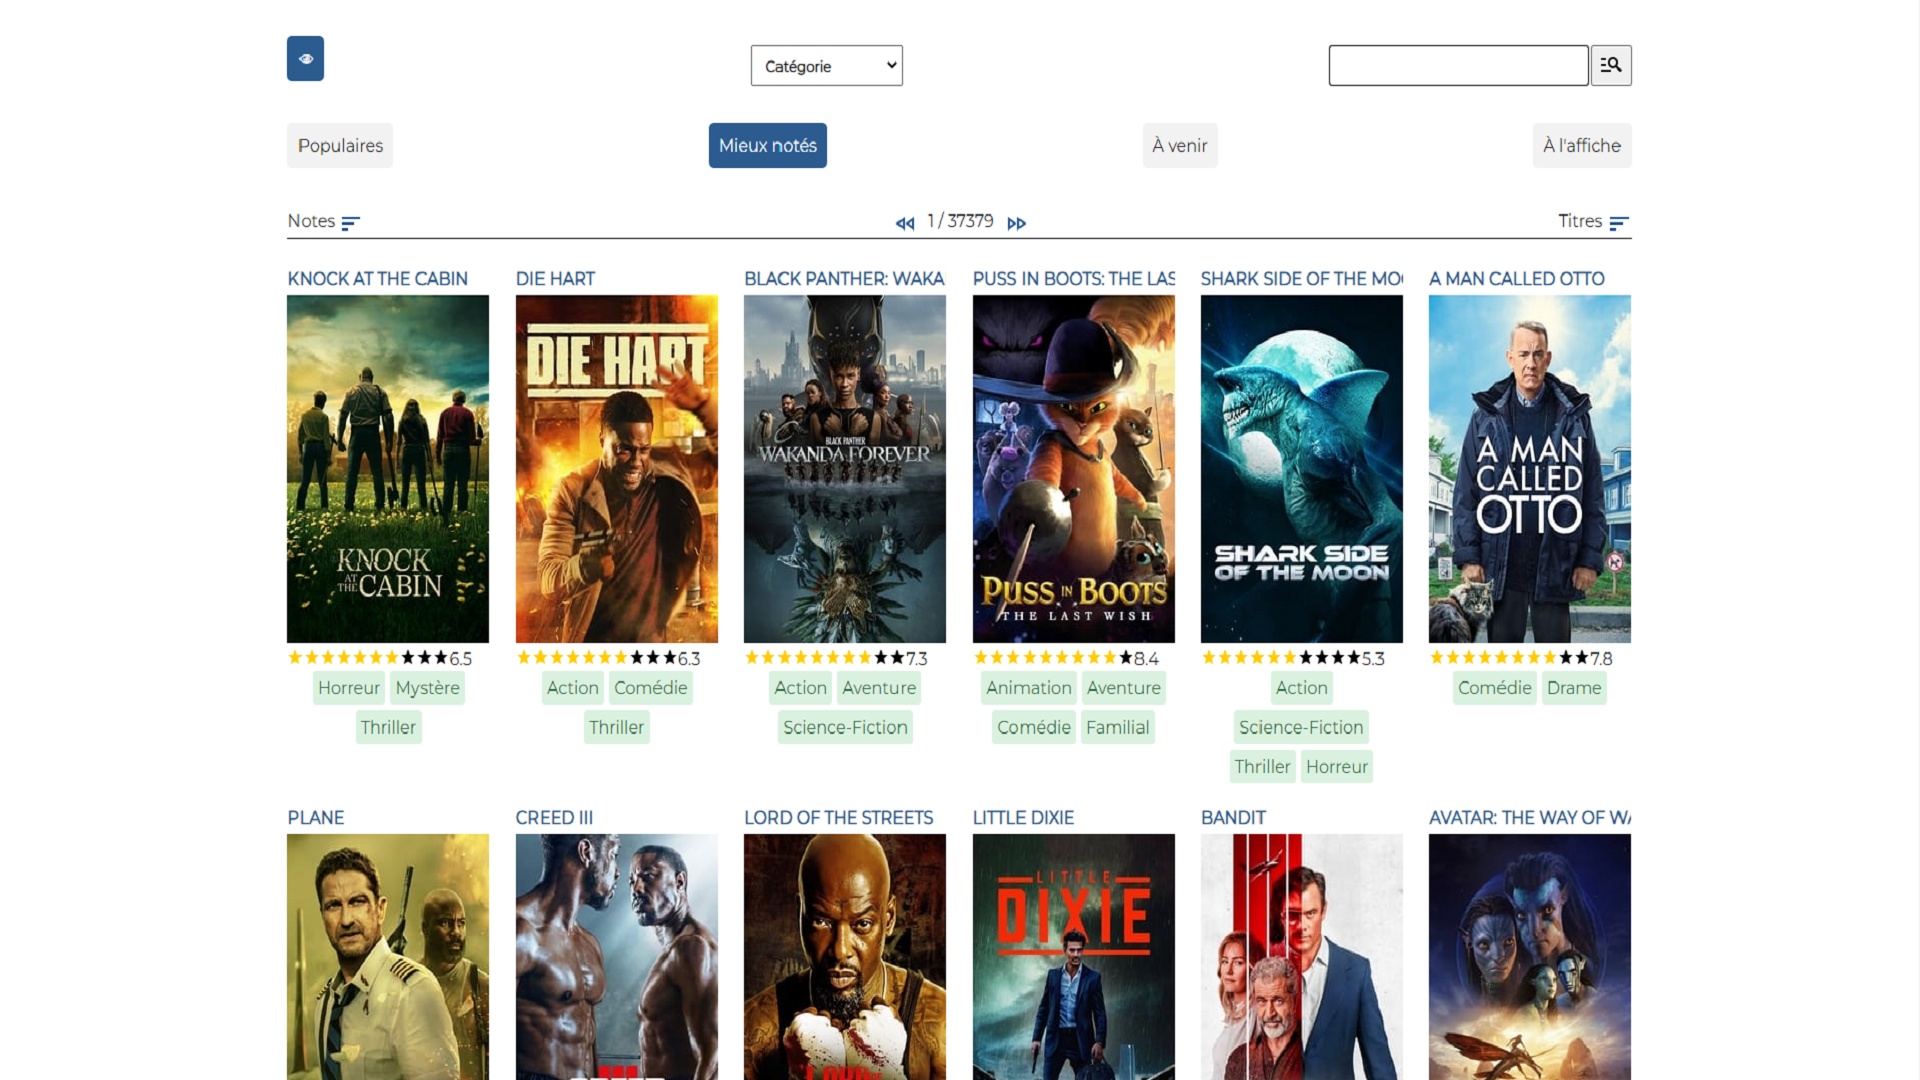 Catégorie
Populaires
Mieux notés
À venir
À l'affiche
Notes
1 / 37379
Titres
KNOCK AT THE CABIN
DIE HART
BLACK PANTHER: WAKA
PUSS IN BOOTS: THE LAS
SHARK SIDE OF THE MO
A MAN CALLED OTTO
KNOCK
AT THE
CABIN
DIE HART
BLACK PANTHER
WAKANDA FOREVER
PUSS IN BOOTS
THE LAST WISH
SHARK SIDE
OF THE MOON
A MAN
CALLED
OTTO
6.5
6.3
7.3
8.4
5.3
7.8
Horreur Mystère
Thriller
Action Comédie
Thriller
Action Aventure
Science-Fiction
Animation Aventure
Comédie Familial
Action
Science-Fiction
Thriller Horreur
Comédie Drame
PLANE
CREED III
LORD OF THE STREETS
LITTLE DIXIE
BANDIT
AVATAR: THE WAY OF WA
LITTLE
DIXIE